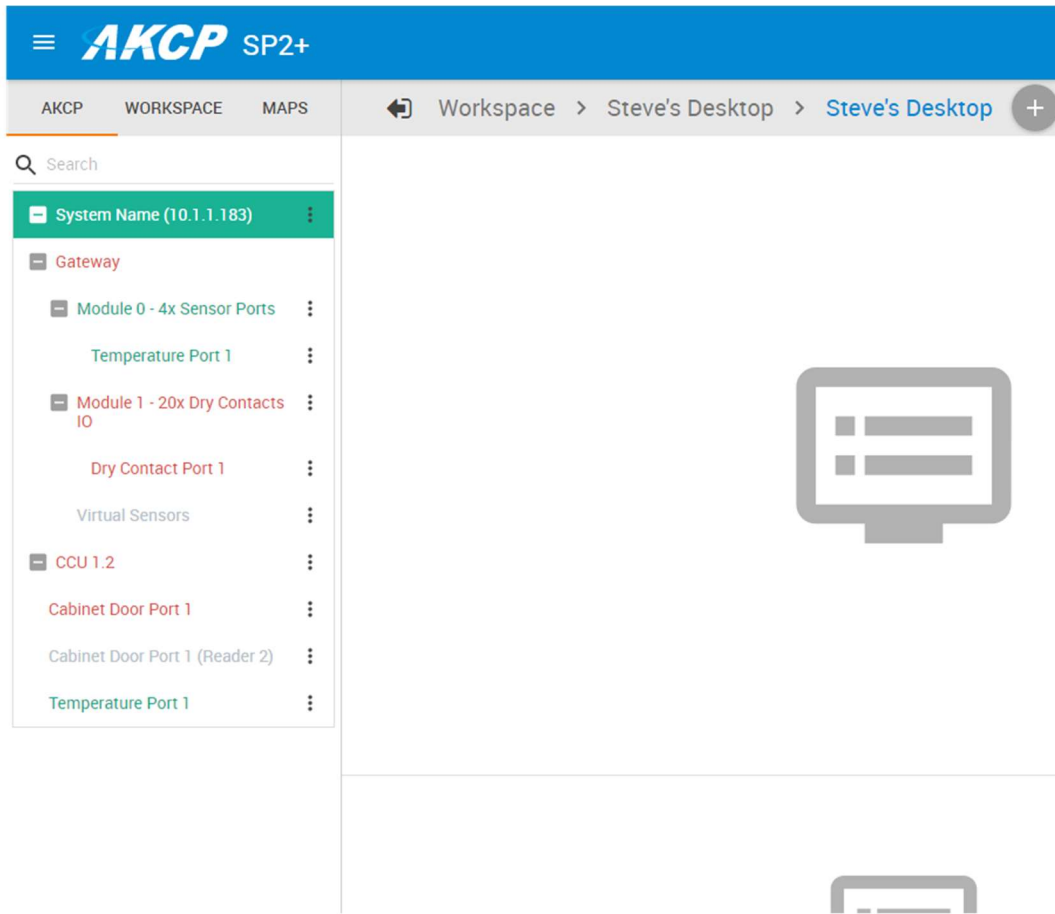 AKCP SP2+
AKCP WORKSPACE MAPS
Workspace > Steve's Desktop > Steve's Desktop
Search
System Name (10.1.1.183)
Gateway
Module 0 - 4x Sensor Ports
Temperature Port 1
Module 1 - 20x Dry Contacts
IO
Dry Contact Port 1
Virtual Sensors
CCU 1.2
Cabinet Door Port 1
Cabinet Door Port 1 (Reader 2)
Temperature Port 1